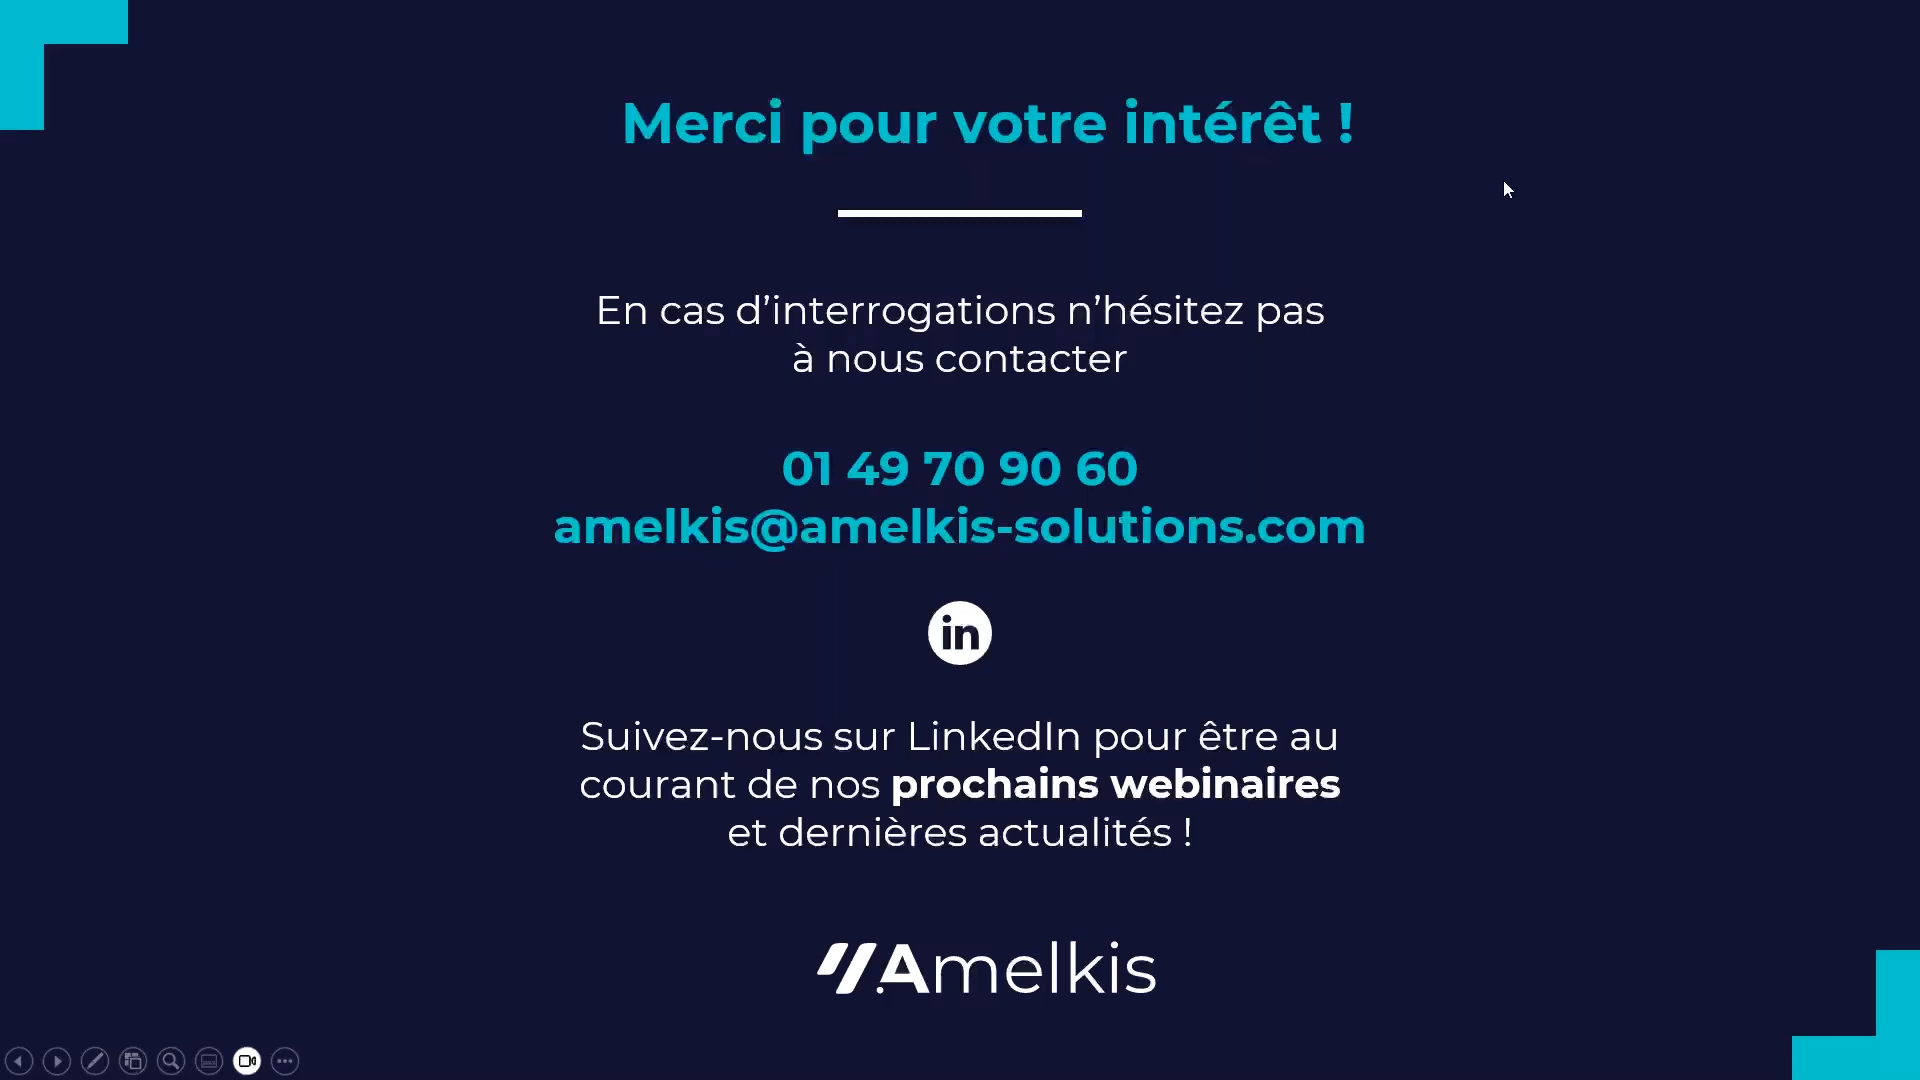 Merci pour votre intérêt !
En cas d’interrogations n’hésitez pas
à nous contacter
01 49 70 90 60
amelkis@amelkis-solutions.com
in
Suivez-nous sur LinkedIn pour être au
courant de nos prochains webinaires
et dernières actualités !
Amelkis